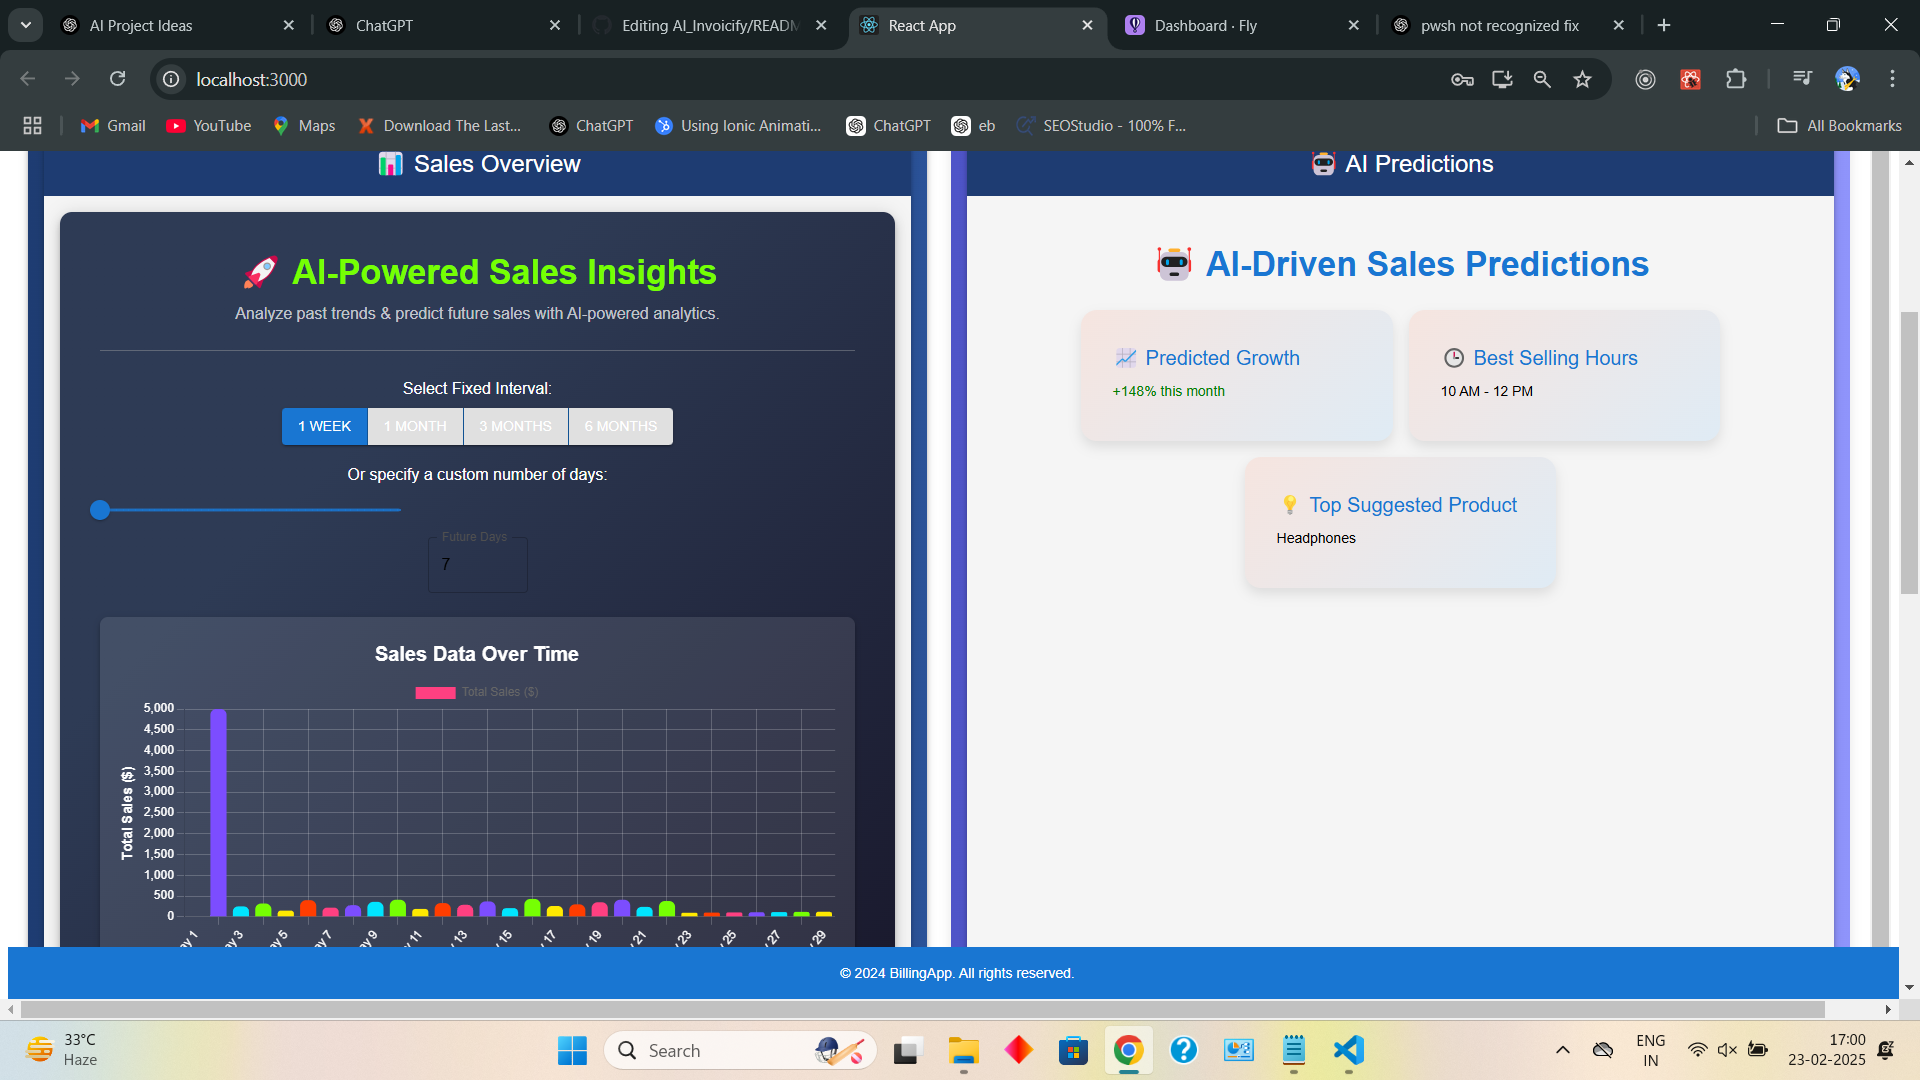 AI Project Ideas
ChatGPT
Editing AI_Invoicify/READM
React App
Dashboard · Fly
pwsh not recognized fix
localhost:3000
Gmail
YouTube
Maps
Download The Last...
ChatGPT
Using Ionic Animati...
ChatGPT
eb
SEOStudio - 100% F...
All Bookmarks
Sales Overview
AI-Powered Sales Insights
Analyze past trends & predict future sales with AI-powered analytics.
Select Fixed Interval:
1 WEEK
1 MONTH
3 MONTHS
6 MONTHS
Or specify a custom number of days:
Future Days
7
Sales Data Over Time
Total Sales ($)
Total Sales ($)
5,000
4,500
4,000
3,500
3,000
2,500
2,000
1,500
1,000
500
0
y 1
y 3
y 5
y 7
y 9
11
13
15
17
19
21
23
25
27
29
AI Predictions
AI-Driven Sales Predictions
Predicted Growth
+148% this month
Best Selling Hours
10 AM - 12 PM
Top Suggested Product
Headphones
© 2024 BillingApp. All rights reserved.
33°C
Haze
Search
ENG
IN
17:00
23-02-2025